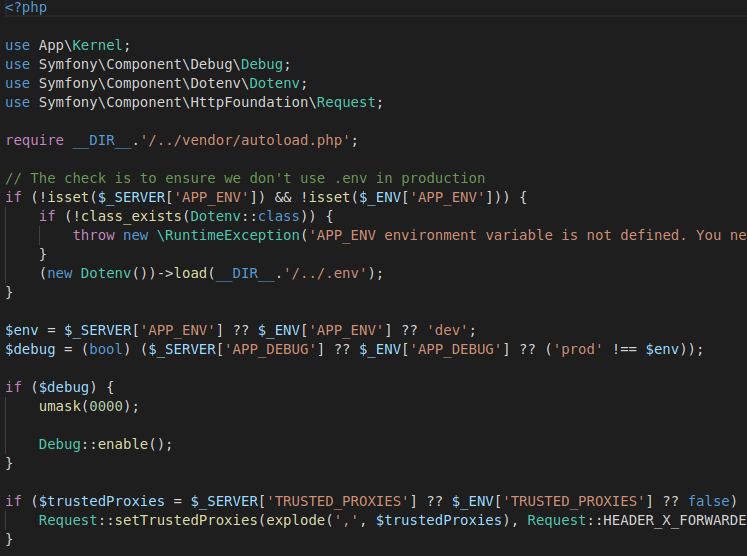 <?php
use App\Kernel;
use Symfony\Component\Debug\Debug;
use Symfony\Component\Dotenv\Dotenv;
use Symfony\Component\HttpFoundation\Request;
require __DIR__.'/../vendor/autoload.php';
// The check is to ensure we don't use .env in production
if (!isset($_SERVER['APP_ENV']) && !isset($_ENV['APP_ENV'])) {
    if (!class_exists(Dotenv::class)) {
        throw new \RuntimeException('APP_ENV environment variable is not defined. You ne
    }
    (new Dotenv())->load(__DIR__.'/../.env');
}
$env = $_SERVER['APP_ENV'] ?? $_ENV['APP_ENV'] ?? 'dev';
$debug = (bool) ($_SERVER['APP_DEBUG'] ?? $_ENV['APP_DEBUG'] ?? ('prod' !== $env));
if ($debug) {
    umask(0000);
    Debug::enable();
}
if ($trustedProxies = $_SERVER['TRUSTED_PROXIES'] ?? $_ENV['TRUSTED_PROXIES'] ?? false)
    Request::setTrustedProxies(explode(',', $trustedProxies), Request::HEADER_X_FORWARDE
}